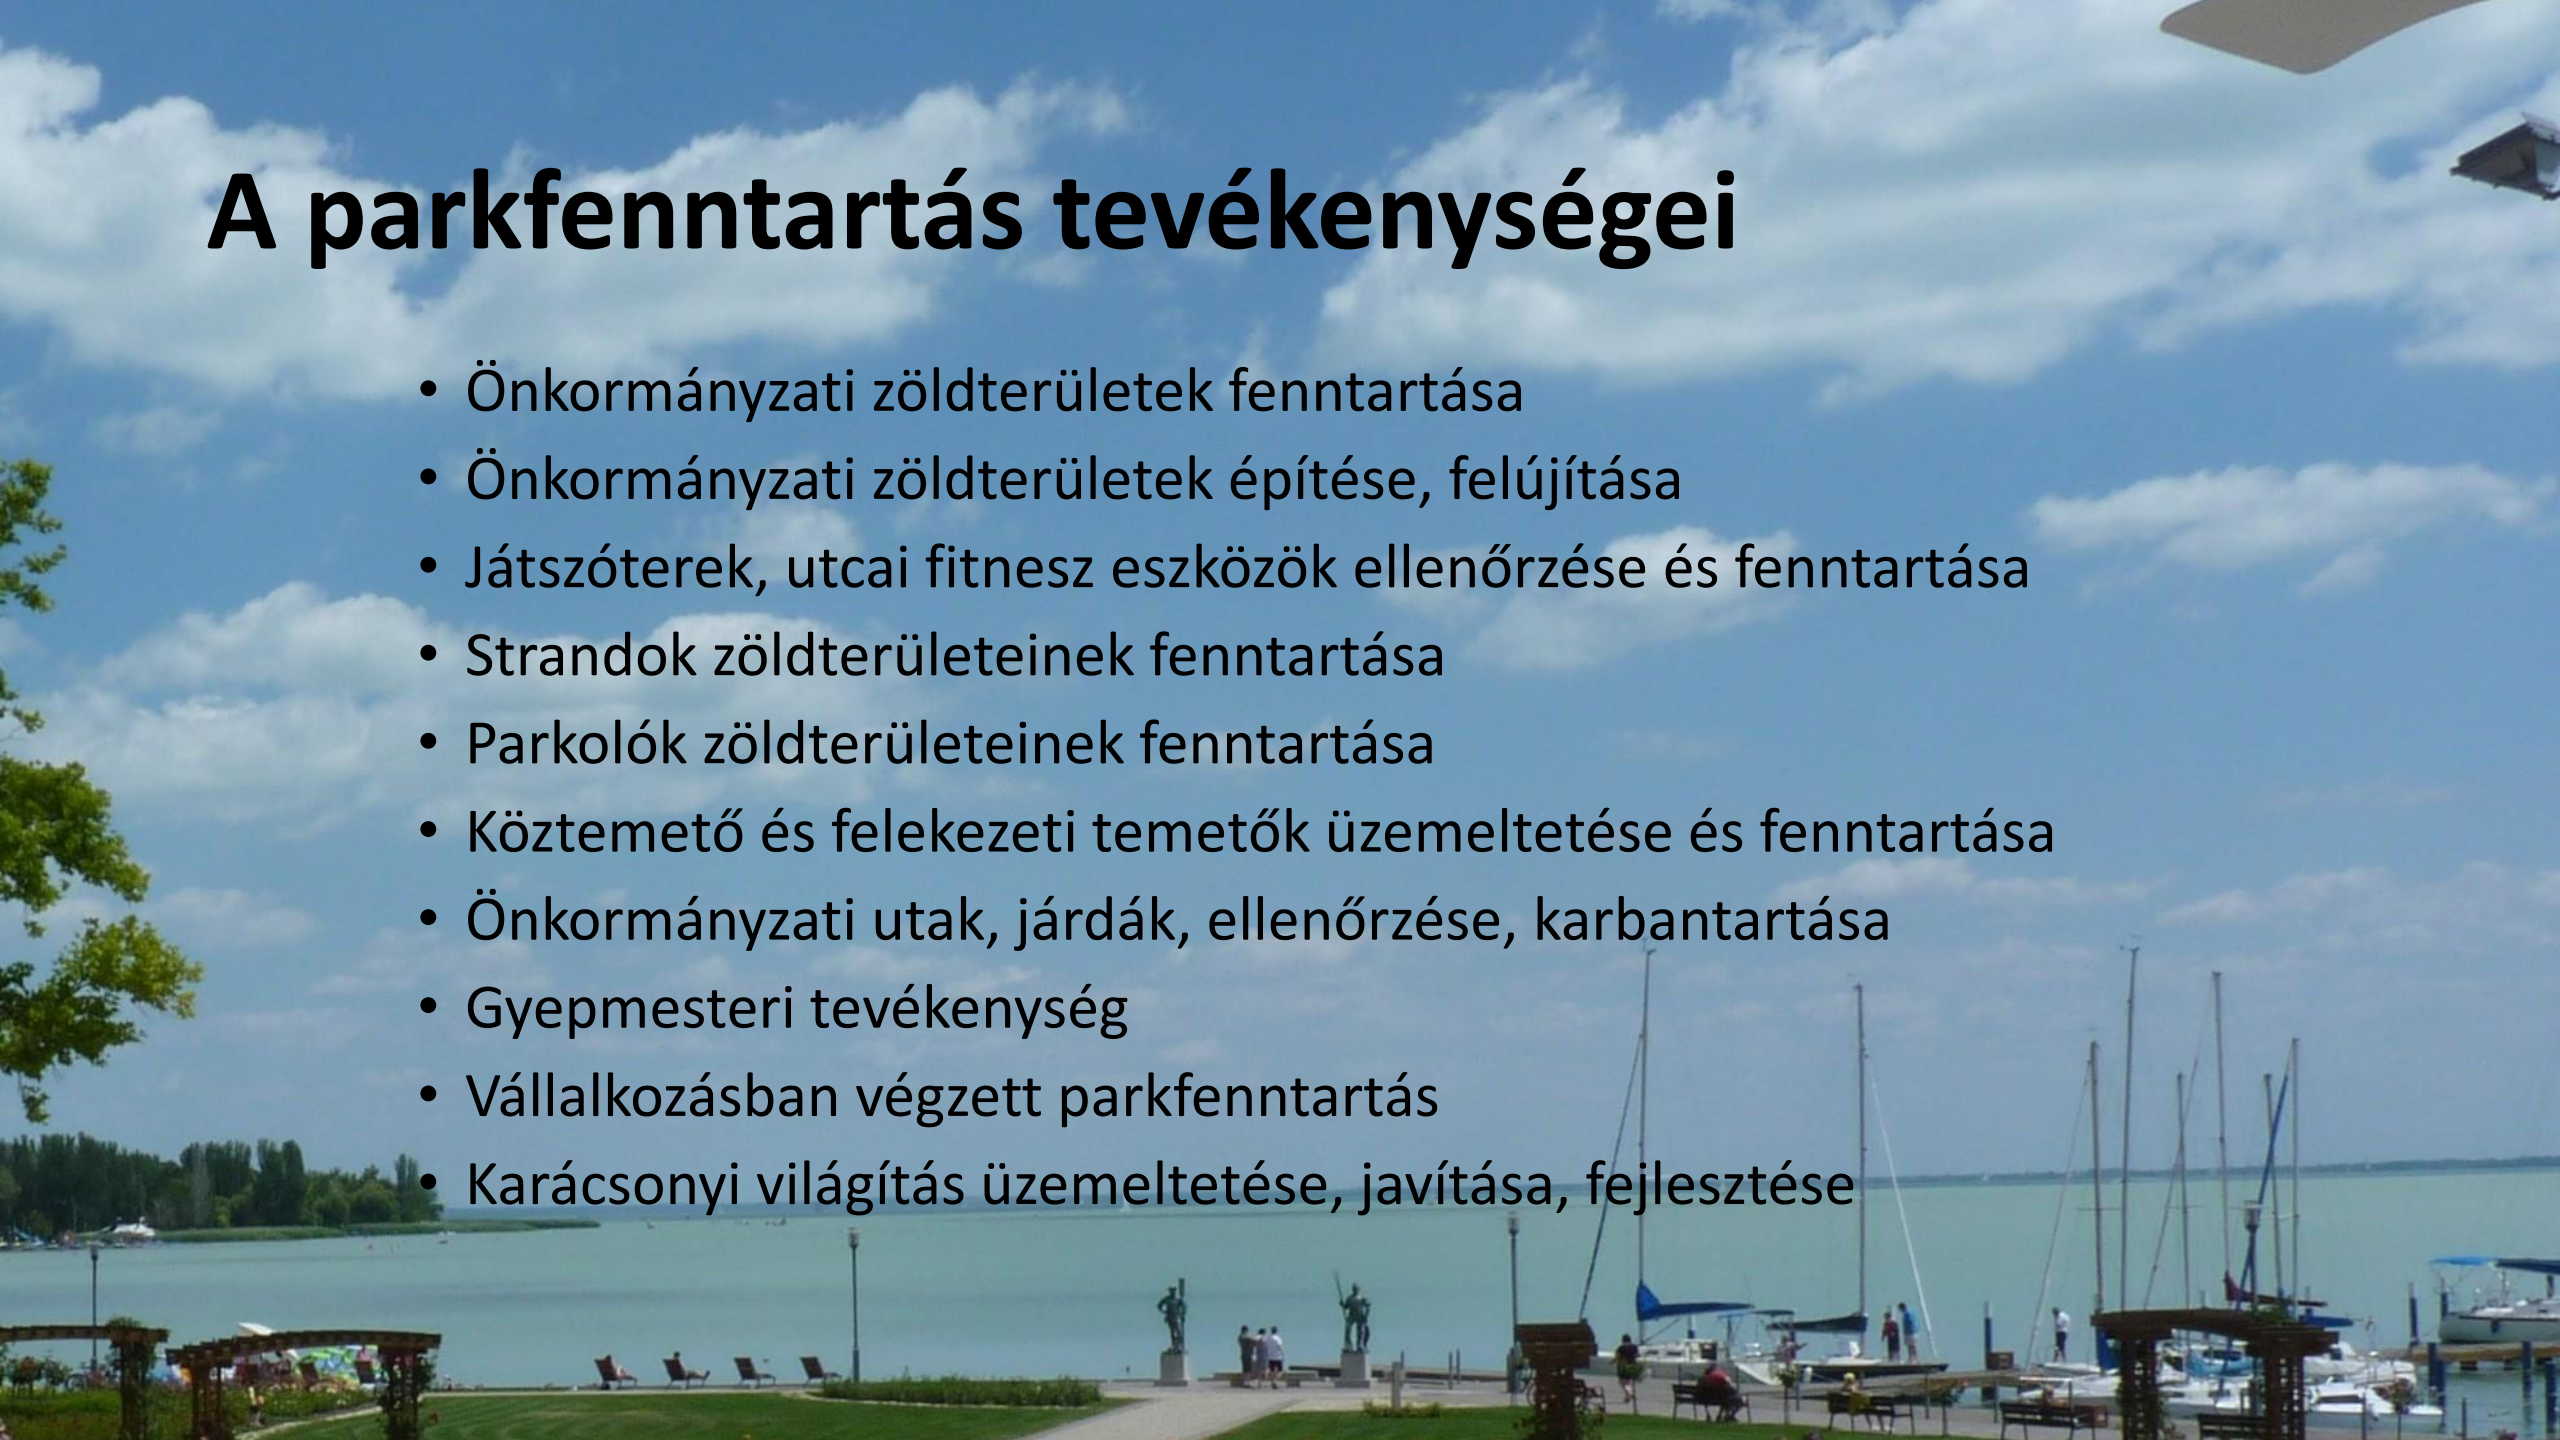 A parkfenntartás tevékenységei
• Önkormányzati zöldterületek fenntartása
• Önkormányzati zöldterületek építése, felújítása
• Játszóterek, utcai fitnesz eszközök ellenőrzése és fenntartása
• Strandok zöldterületeinek fenntartása
• Parkolók zöldterületeinek fenntartása
• Köztemető és felekezeti temetők üzemeltetése és fenntartása
• Önkormányzati utak, járdák, ellenőrzése, karbantartása
• Gyepmesteri tevékenység
• Vállalkozásban végzett parkfenntartás
• Karácsonyi világítás üzemeltetése, javítása, fejlesztése